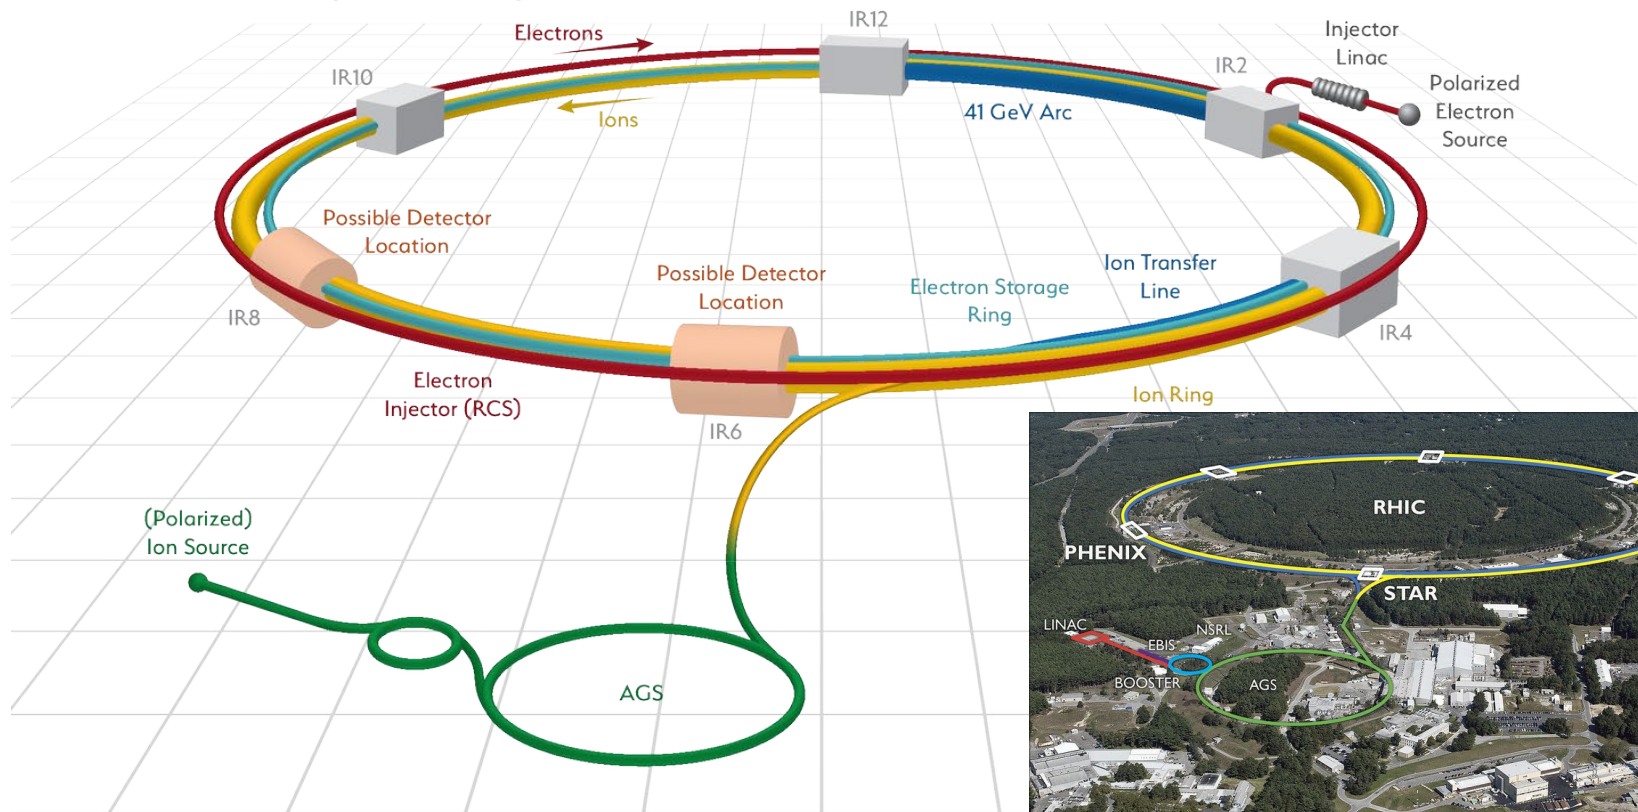 IR12
Electrons
Injector
Linac
IR10
IR2
Polarized
Electron
Source
Ions
41 GeV Arc
Possible Detector
Location
Possible Detector
Location
Ion Transfer
Line
Electron Storage
Ring
IR8
IR4
Electron
Injector (RCS)
Ion Ring
IR6
(Polarized)
Ion Source
AGS
RHIC
PHENIX
STAR
LINAC
NSRL
EBIS
BOOSTER
AGS